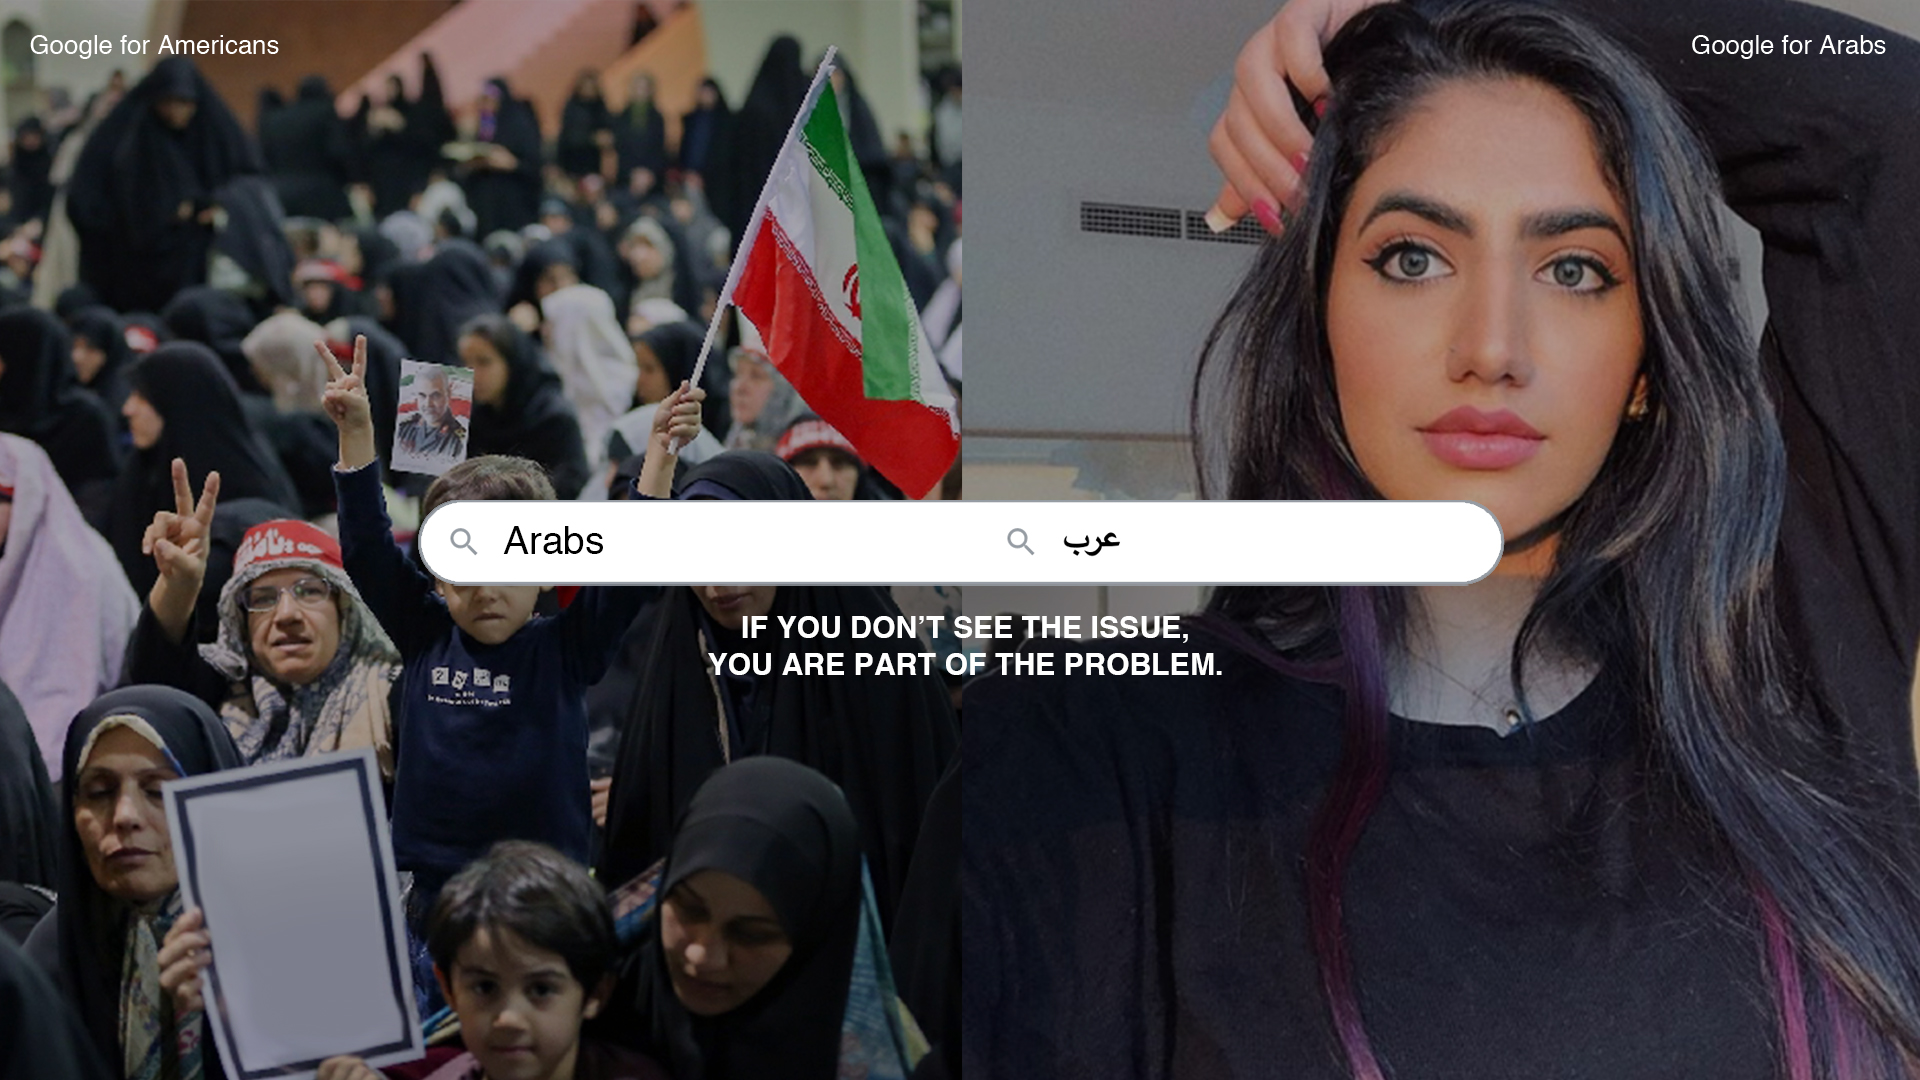 Google for Americans
Google for Arabs
Arabs
عرب
IF YOU DON’T SEE THE ISSUE,
YOU ARE PART OF THE PROBLEM.